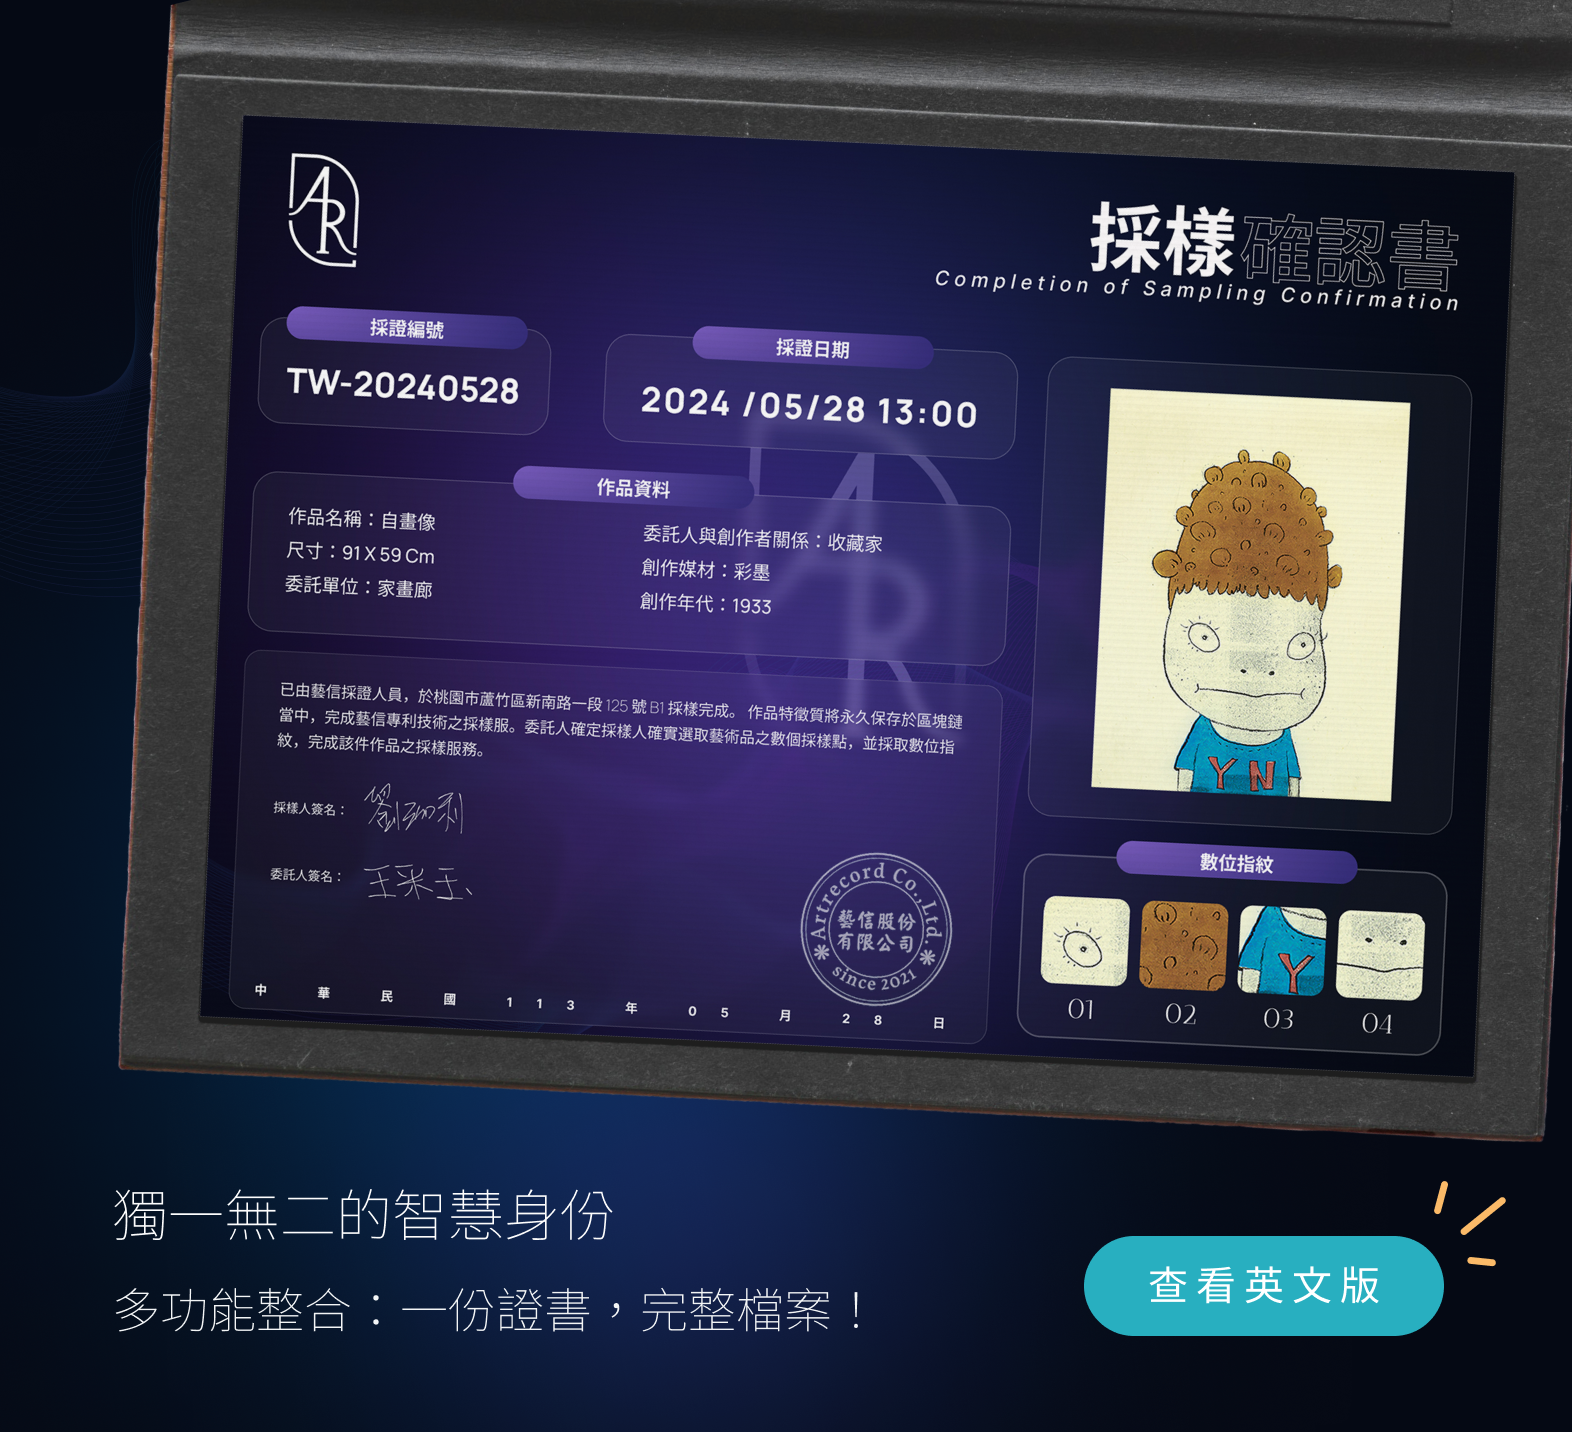 AR
採樣確認書
Completion of Sampling Confirmation
採證編號
TW-20240528
採證日期
2024 /05/28 13:00
作品資料
作品名稱：自畫像
尺寸：91 X 59 Cm
委託單位：家畫廊
委託人與創作者關係：收藏家
創作媒材：彩墨
創作年代：1933
已由藝信採證人員，於桃園市蘆竹區新南路一段 125 號 B1 採樣完成。 作品特徵質將永久保存於區塊鏈
當中，完成藝信專利技術之採樣服。委託人確定採樣人確實選取藝術品之數個採樣點，並採取數位指
紋，完成該件作品之採樣服務。
採樣人簽名：
委託人簽名：
Artrecord Co.,Ltd.
藝信股份
有限公司
since 2021
中華民國113年05月28日
Y N
數位指紋
Y
01 02 03 04
獨一無二的智慧身份
多功能整合：一份證書，完整檔案！
查看英文版